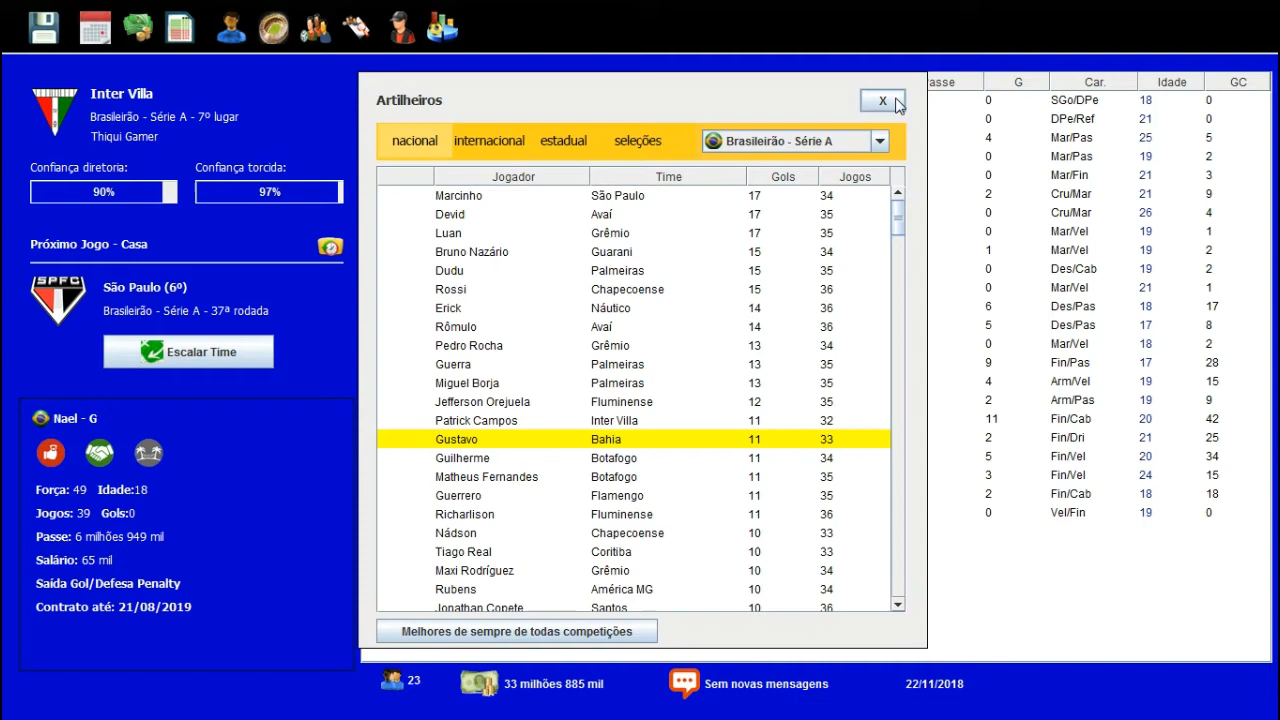 Inter Villa
Brasileirão - Série A - 7º lugar
Thiqui Gamer
Confiança diretoria: Confiança torcida:
90% 97%
Próximo Jogo - Casa
SPFC
São Paulo (6º)
Brasileirão - Série A - 37ª rodada
Escalar Time
Nael - G
Força: 49 Idade:18
Jogos: 39 Gols:0
Passe: 6 milhões 949 mil
Salário: 65 mil
Saída Gol/Defesa Penalty
Contrato até: 21/08/2019
Artilheiros
X
nacional internacional estadual seleções Brasileirão - Série A
Jogador Time Gols Jogos
Marcinho São Paulo 17 34
Devid Avaí 17 35
Luan Grêmio 17 35
Bruno Nazário Guarani 15 34
Dudu Palmeiras 15 35
Rossi Chapecoense 15 36
Erick Náutico 14 36
Rômulo Avaí 14 36
Pedro Rocha Grêmio 13 34
Guerra Palmeiras 13 35
Miguel Borja Palmeiras 13 35
Jefferson Orejuela Fluminense 12 35
Patrick Campos Inter Villa 11 32
Gustavo Bahia 11 33
Guilherme Botafogo 11 34
Matheus Fernandes Botafogo 11 35
Guerrero Flamengo 11 35
Richarlison Fluminense 11 36
Nádson Chapecoense 10 33
Tiago Real Coritiba 10 33
Maxi Rodríguez Grêmio 10 34
Rubens América MG 10 34
Jonathan Copete Santos 10 36
Melhores de sempre de todas competições
asse G Car. Idade GC
0 SGo/DPe 18 0
0 DPe/Ref 21 0
4 Mar/Pas 25 5
0 Mar/Pas 19 2
0 Mar/Fin 21 3
2 Cru/Mar 21 9
0 Cru/Mar 26 4
0 Mar/Vel 19 1
1 Mar/Vel 19 2
0 Des/Cab 19 2
0 Mar/Vel 21 1
6 Des/Pas 18 17
5 Des/Pas 17 8
0 Mar/Vel 18 2
9 Fin/Pas 17 28
4 Arm/Vel 19 15
2 Arm/Pas 19 9
11 Fin/Cab 20 42
2 Fin/Dri 21 25
5 Fin/Vel 20 34
3 Fin/Vel 24 15
2 Fin/Cab 18 18
0 Vel/Fin 19 0
23 33 milhões 885 mil Sem novas mensagens 22/11/2018